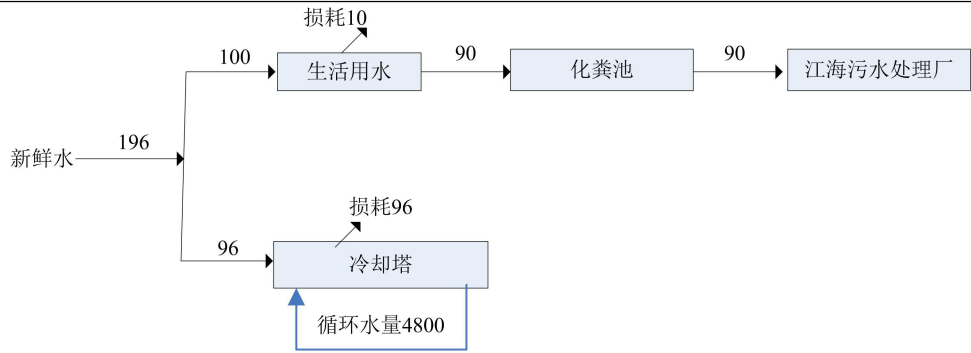 损耗10
100
生活用水
90
化粪池
90
江海污水处理厂
新鲜水
196
损耗96
96
冷却塔
循环水量4800